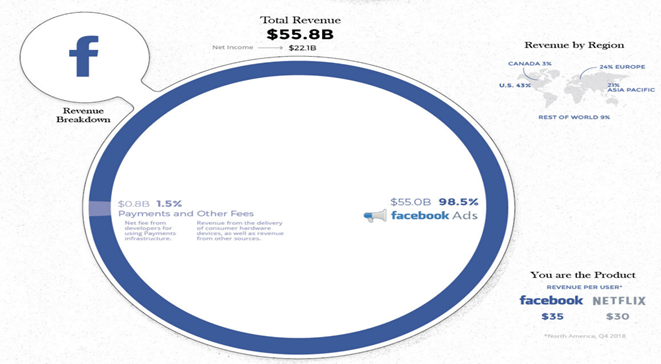 f
Revenue
Breakdown
Total Revenue
$55.8B
Net Income
$22.1B
$0.8B 1.5%
Payments and Other Fees
Net fee from
developers for
using Payments
infrastructure.
Revenue from the delivery
of consumer hardware
devices, as well as revenue
from other sources.
$55.0B 98.5%
facebook Ads
Revenue by Region
CANADA 3%
24% EUROPE
U.S. 43%
21%
ASIA PACIFIC
REST OF WORLD 9%
You are the Product
REVENUE PER USER*
facebook NETFLIX
$35 $30
*North America, Q4 2018